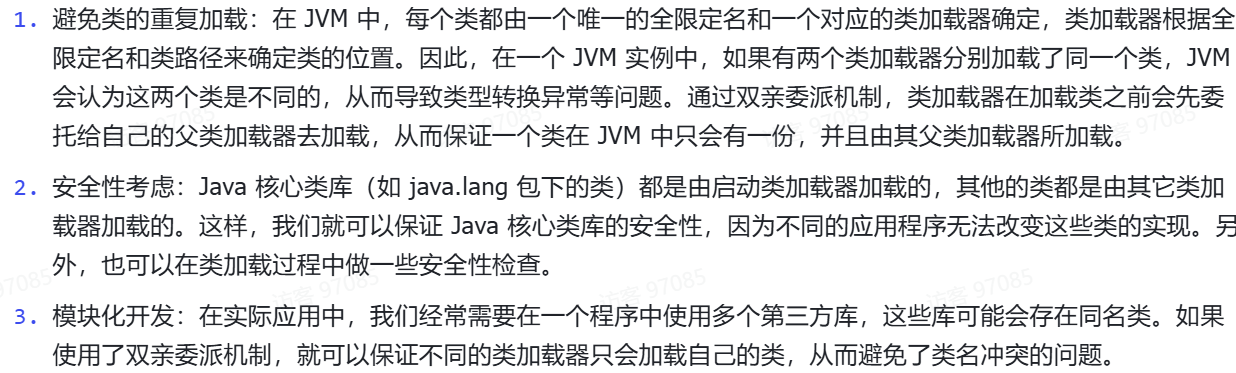 1. 避免类的重复加载：在 JVM 中，每个类都由一个唯一的全限定名和一个对应的类加载器确定，类加载器根据全
限定名和类路径来确定类的位置。因此，在一个 JVM 实例中，如果有两个类加载器分别加载了同一个类，JVM
会认为这两个类是不同的，从而导致类型转换异常等问题。通过双亲委派机制，类加载器在加载类之前会先委
托给自己的父类加载器去加载，从而保证一个类在 JVM 中只会有一份，并且由其父类加载器所加载。
2. 安全性考虑：Java 核心类库（如 java.lang 包下的类）都是由启动类加载器加载的，其他的类都是由其它类加
载器加载的。这样，我们就可以保证 Java 核心类库的安全性，因为不同的应用程序无法改变这些类的实现。另
外，也可以在类加载过程中做一些安全性检查。
访客 97085
访客 97085
访客 97085
3. 模块化开发：在实际应用中，我们经常需要在一个程序中使用多个第三方库，这些库可能会存在同名类。如果
使用了双亲委派机制，就可以保证不同的类加载器只会加载自己的类，从而避免了类名冲突的问题。